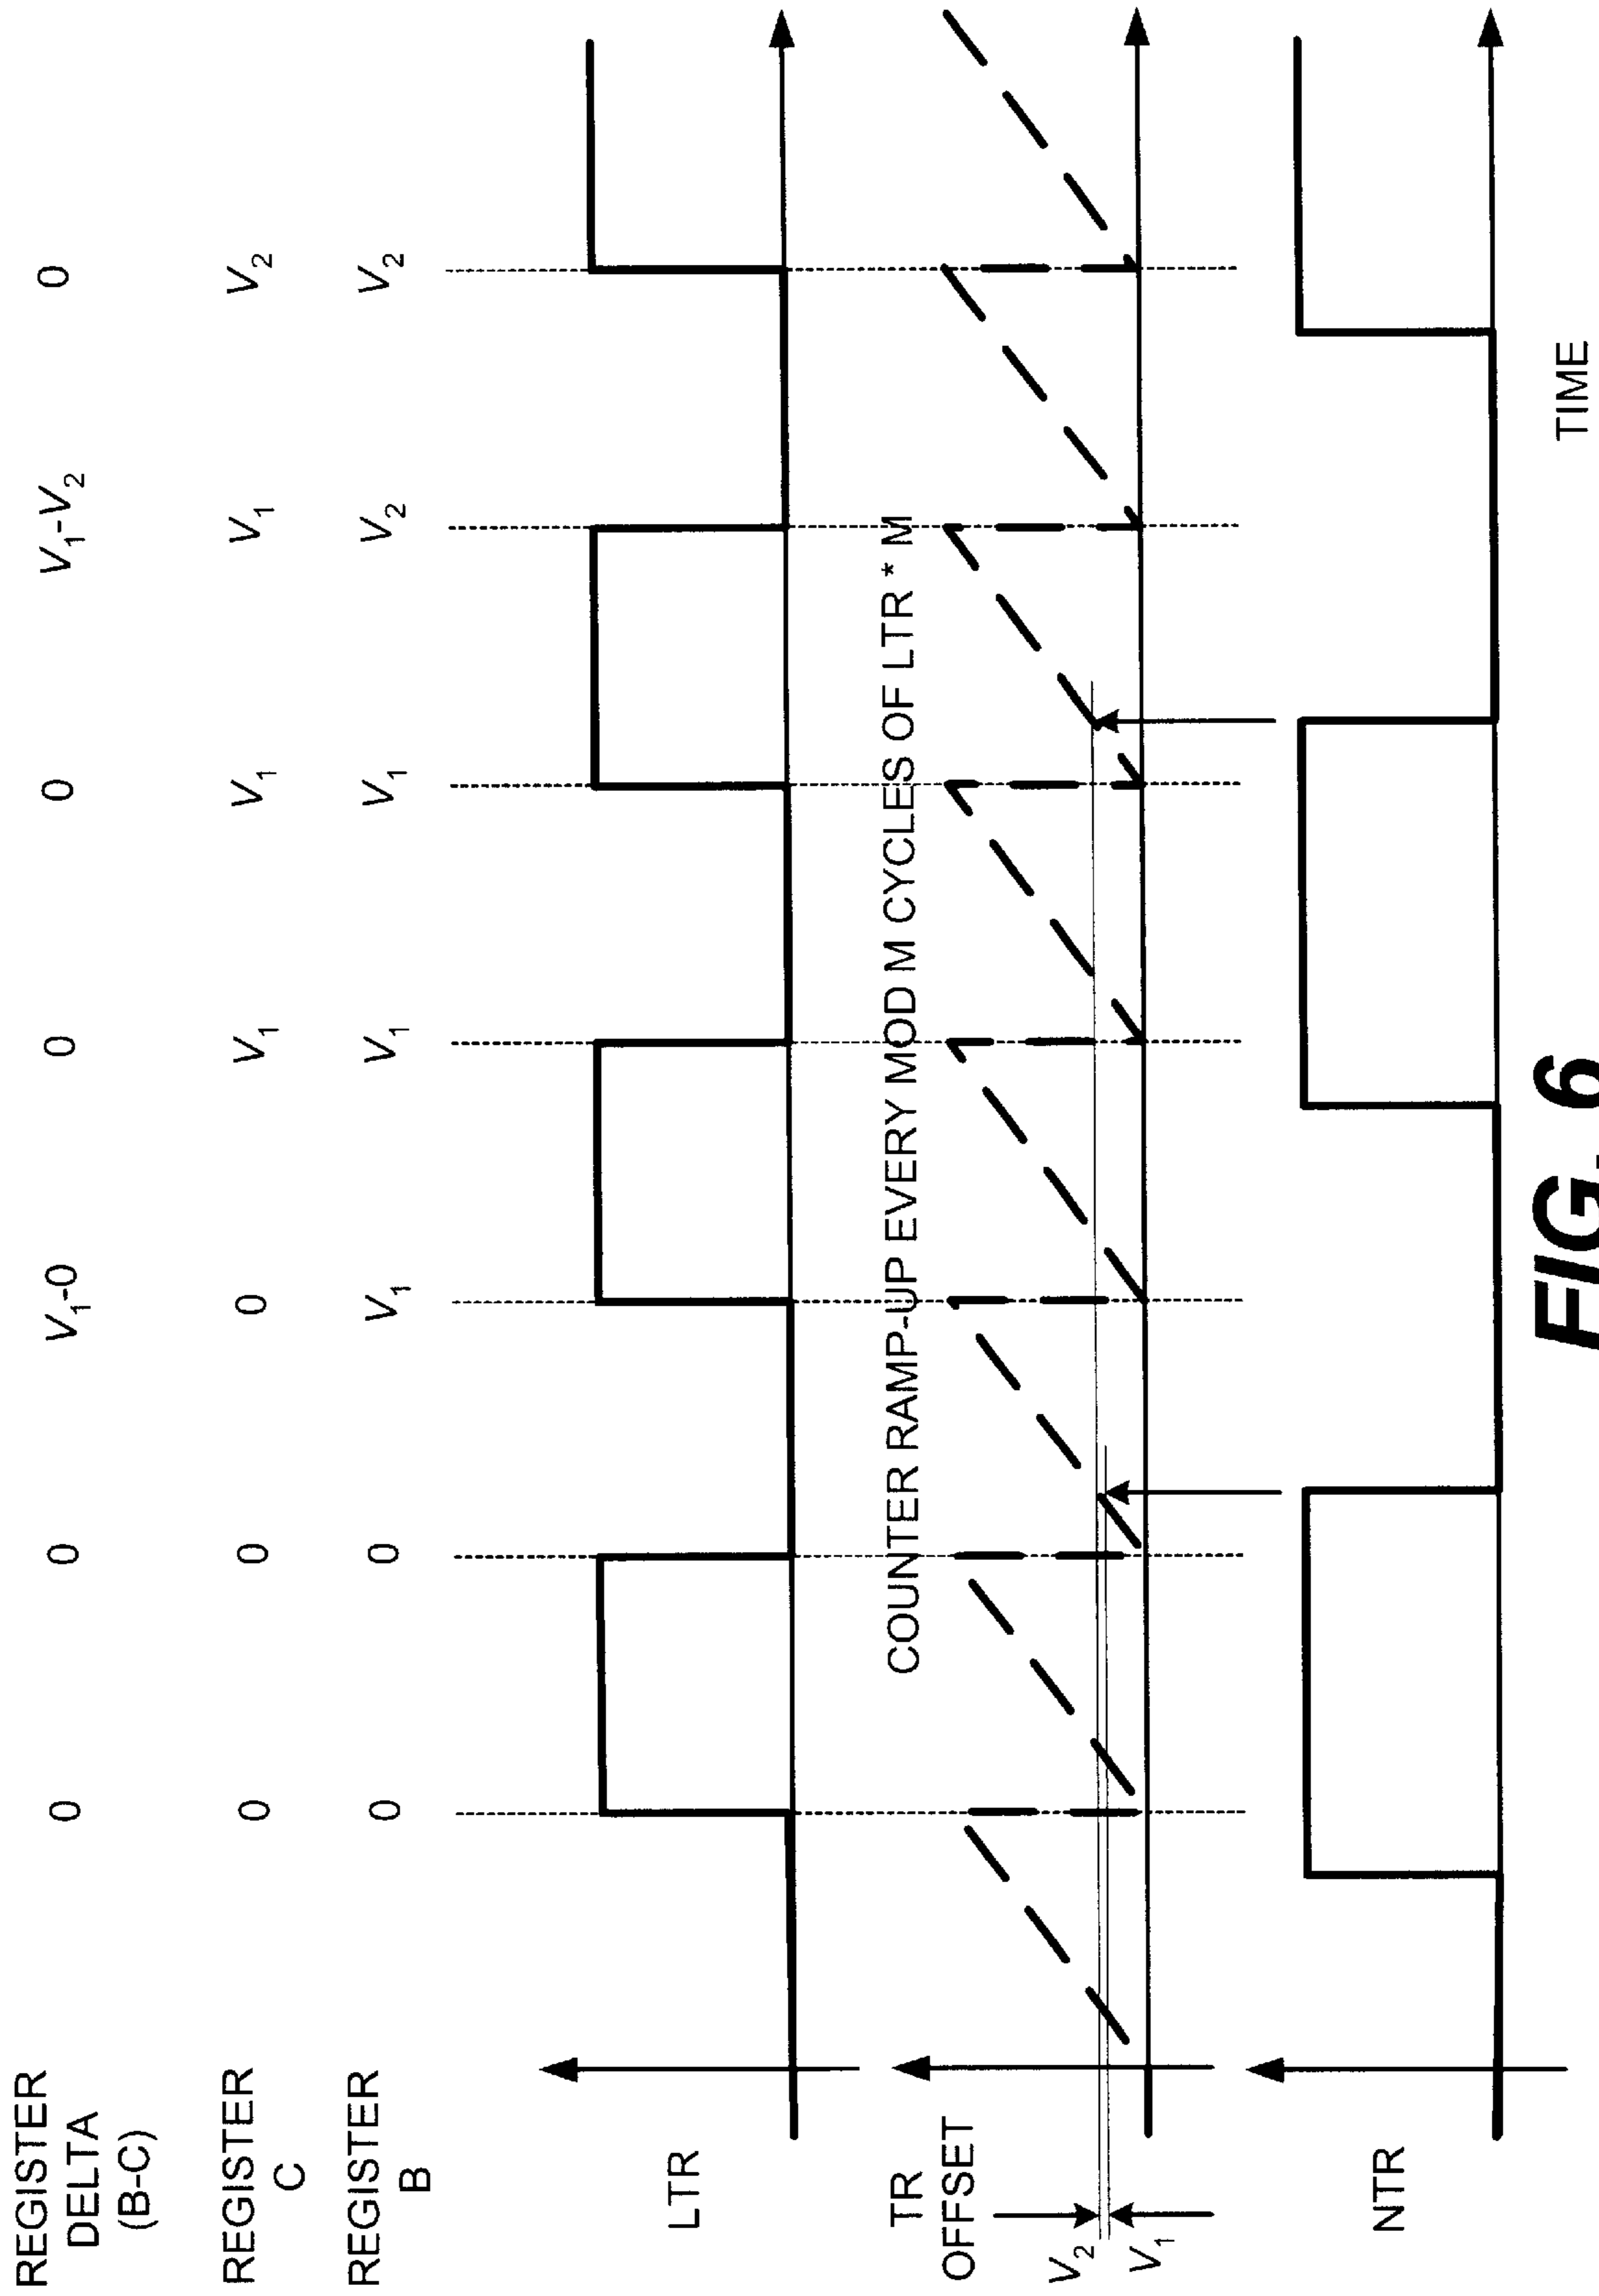 REGISTER
DELTA
(B-C)
0
0
V1-0
0
0
V1-V2
0
REGISTER
C
0
0
0
V1
V1
V1
V2
REGISTER
B
0
0
V1
V1
V1
V2
V2
LTR
COUNTER RAMP-UP EVERY MOD M CYCLES OF LTR * M
TR
OFFSET
V2
V1
NTR
TIME
FIG. 6